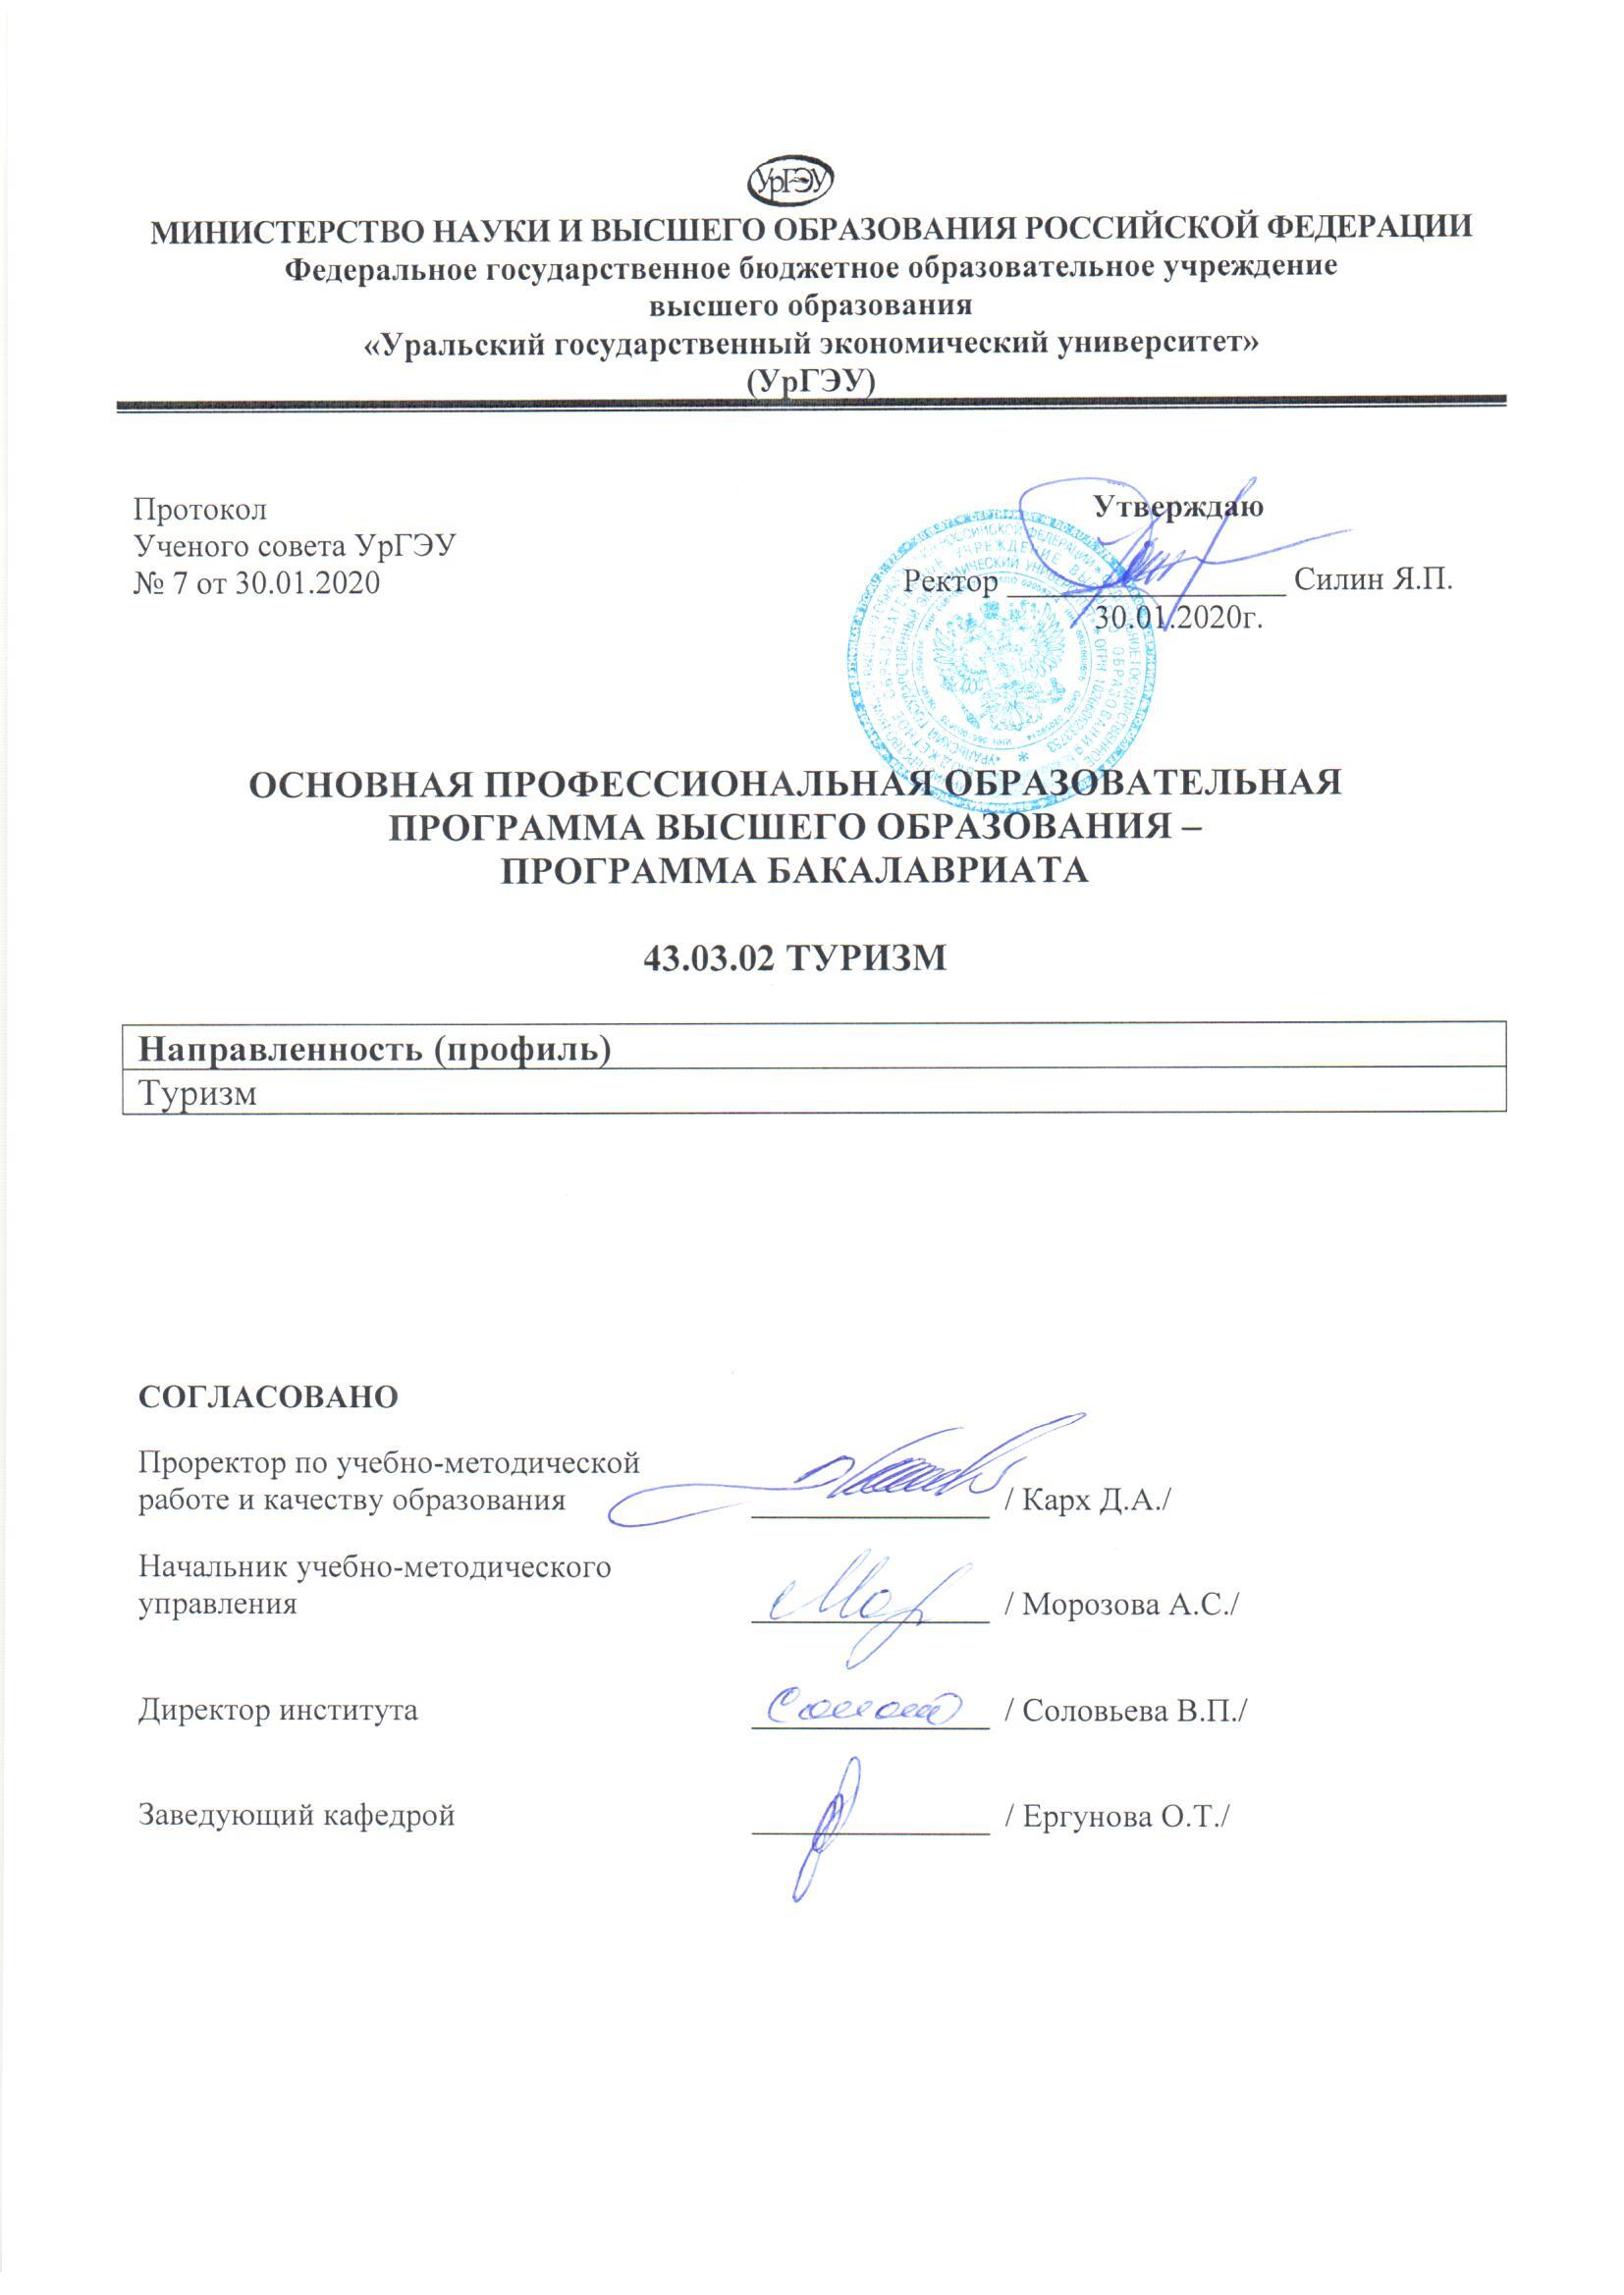 УрГЭУ
МИНИСТЕРСТВО НАУКИ И ВЫСШЕГО ОБРАЗОВАНИЯ РОССИЙСКОЙ ФЕДЕРАЦИИ
Федеральное государственное бюджетное образовательное учреждение
высшего образования
«Уральский государственный экономический университет»
(УрГЭУ)
Протокол
Ученого совета УрГЭУ
№ 7 от 30.01.2020
Утверждаю
Ректор Силин Я.П.
30.01.2020г.
ОСНОВНАЯ ПРОФЕССИОНАЛЬНАЯ ОБРАЗОВАТЕЛЬНАЯ
ПРОГРАММА ВЫСШЕГО ОБРАЗОВАНИЯ –
ПРОГРАММА БАКАЛАВРИАТА
43.03.02 ТУРИЗМ
Направленность (профиль)
Туризм
СОГЛАСОВАНО
Проректор по учебно-методической
работе и качеству образования / Карх Д.А./
Начальник учебно-методического
управления / Морозова А.С./
Директор института / Соловьева В.П./
Заведующий кафедрой / Ергунова О.Т./